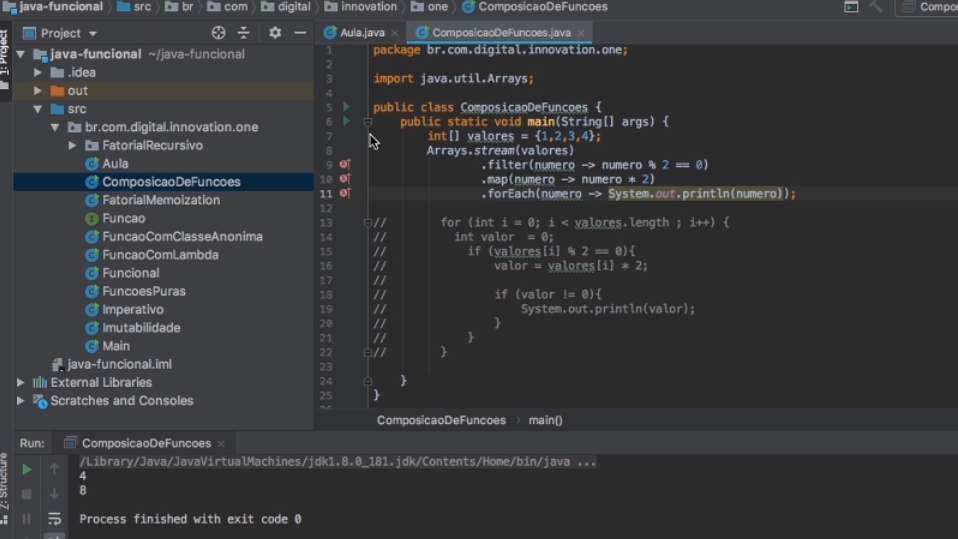 java-funcional src br com digital innovation one ComposicaoDeFuncoes
Project
Aula.java ComposicaoDeFuncoes.java
1: Project
java-funcional ~/java-funcional
.idea
out
src
br.com.digital.innovation.one
FatorialRecursivo
Aula
ComposicaoDeFuncoes
FatorialMemoization
Funcao
FuncaoComClasseAnonima
FuncaoComLambda
Funcional
FuncoesPuras
Imperativo
Imutabilidade
Main
java-funcional.iml
External Libraries
Scratches and Consoles
1 package br.com.digital.innovation.one;
2
3 import java.util.Arrays;
4
5 public class ComposicaoDeFuncoes {
6 public static void main(String[] args) {
7 int[] valores = {1,2,3,4};
8 Arrays.stream(valores)
9 .filter(numero -> numero % 2 == 0)
10 .map(numero -> numero * 2)
11 .forEach(numero -> System.out.println(numero));
12
13 // for (int i = 0; i < valores.length ; i++) {
14 // int valor = 0;
15 // if (valores[i] % 2 == 0){
16 // valor = valores[i] * 2;
17 //
18 // if (valor != 0){
19 // System.out.println(valor);
20 // }
21 // }
22 // }
23
24 }
25 }
ComposicaoDeFuncoes main()
Run: ComposicaoDeFuncoes
/Library/Java/JavaVirtualMachines/jdk1.8.0_181.jdk/Contents/Home/bin/java ...
4
8
Process finished with exit code 0
Z: Structure